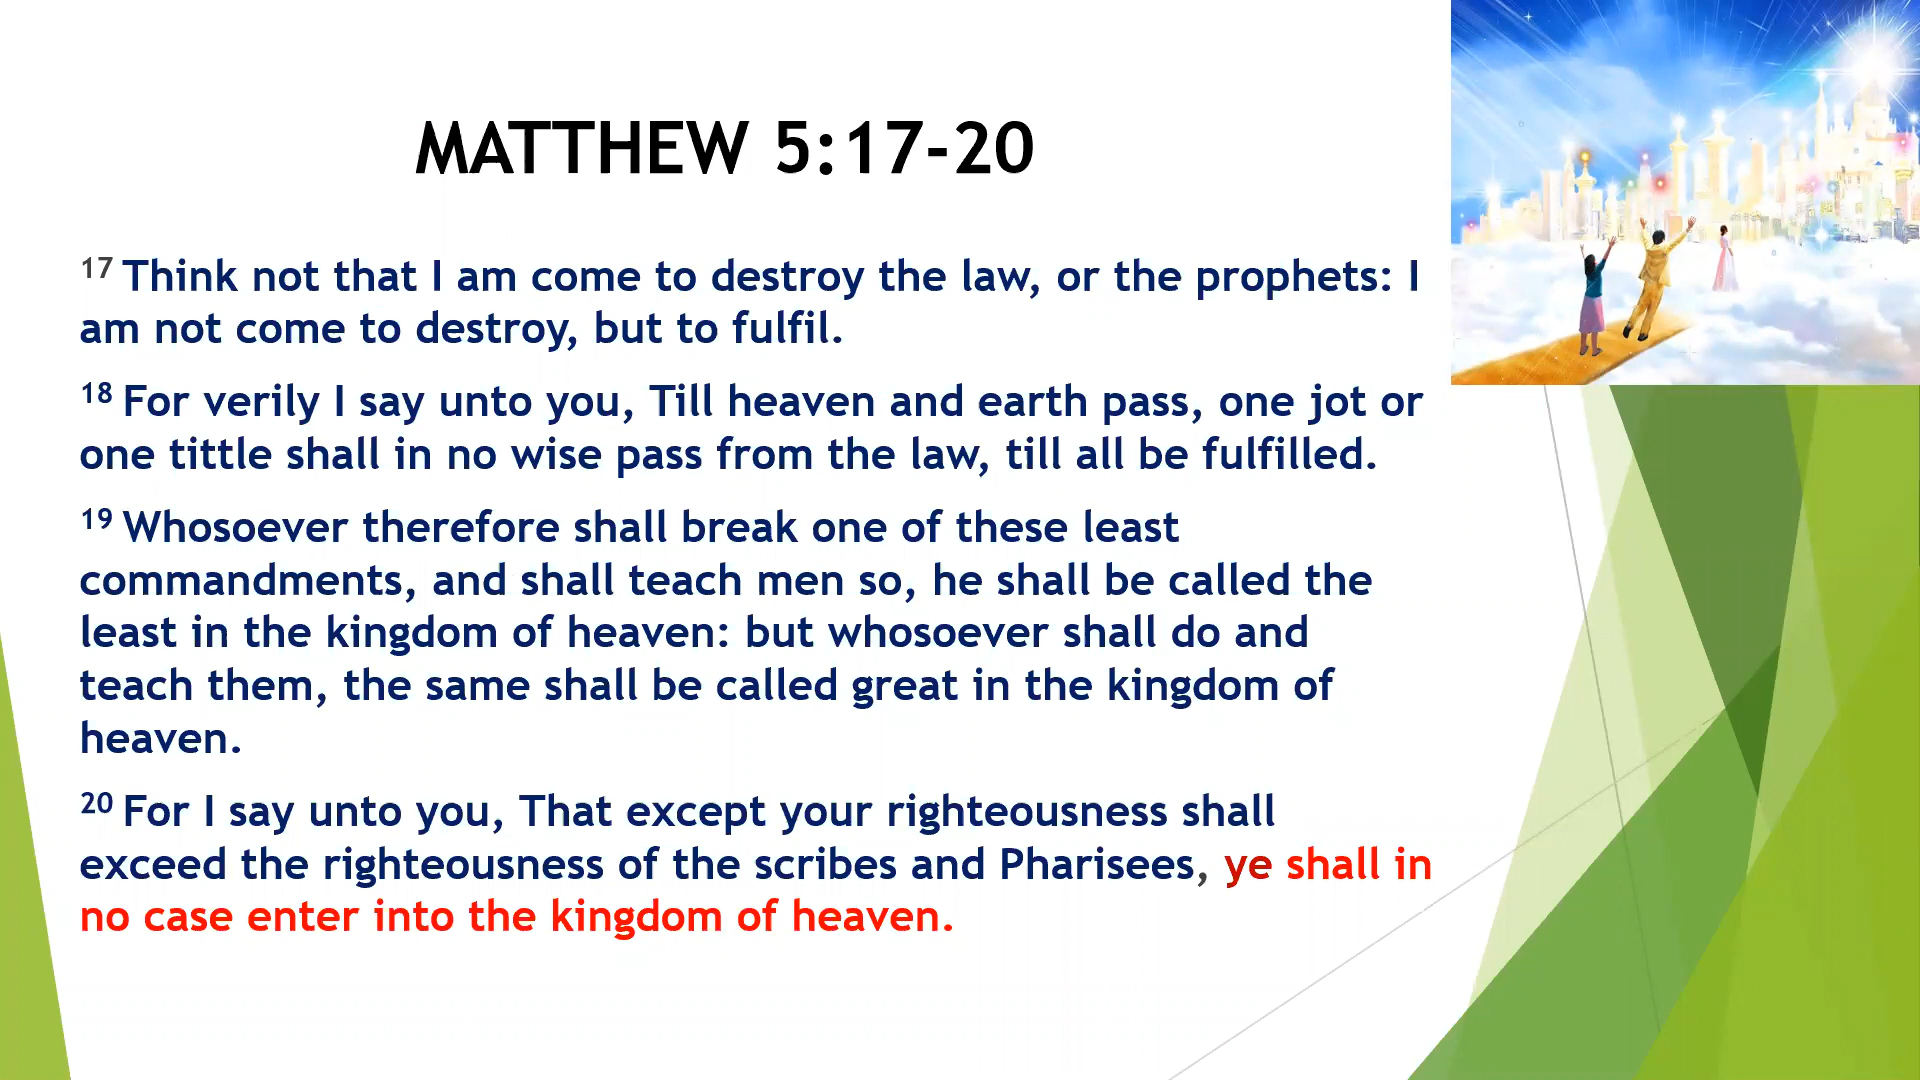 MATTHEW 5:17-20
17 Think not that I am come to destroy the law, or the prophets: I
am not come to destroy, but to fulfil.
18 For verily I say unto you, Till heaven and earth pass, one jot or
one tittle shall in no wise pass from the law, till all be fulfilled.
19 Whosoever therefore shall break one of these least
commandments, and shall teach men so, he shall be called the
least in the kingdom of heaven: but whosoever shall do and
teach them, the same shall be called great in the kingdom of
heaven.
20 For I say unto you, That except your righteousness shall
exceed the righteousness of the scribes and Pharisees, ye shall in
no case enter into the kingdom of heaven.